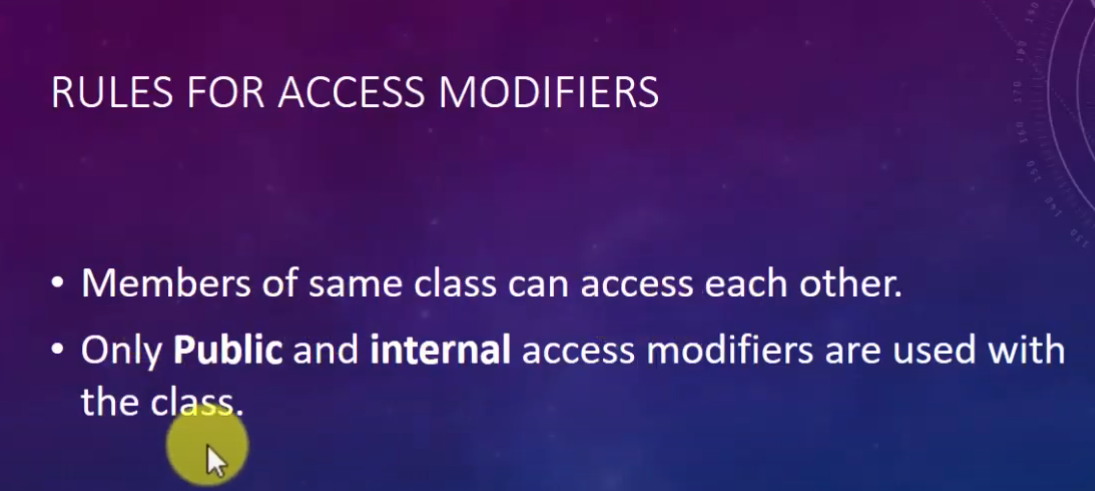 RULES FOR ACCESS MODIFIERS
• Members of same class can access each other.
• Only Public and internal access modifiers are used with
the class.